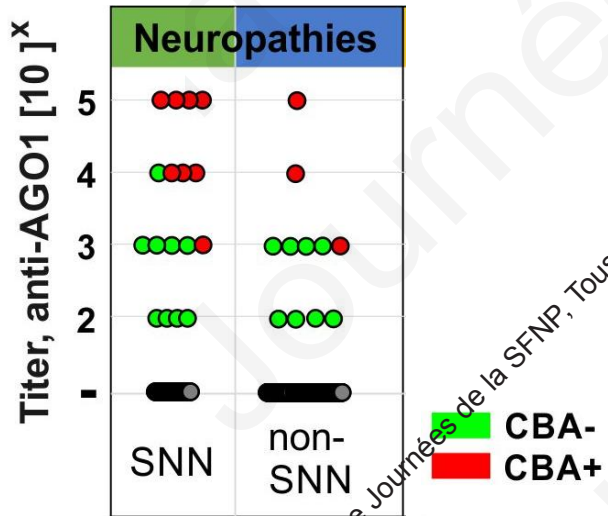 Neuropathies
Titer, anti-AGO1 [10 ]^x
5
4
3
2
-
SNN
non-
SNN
CBA-
CBA+
Journées de la SFNP, Tous
Journé